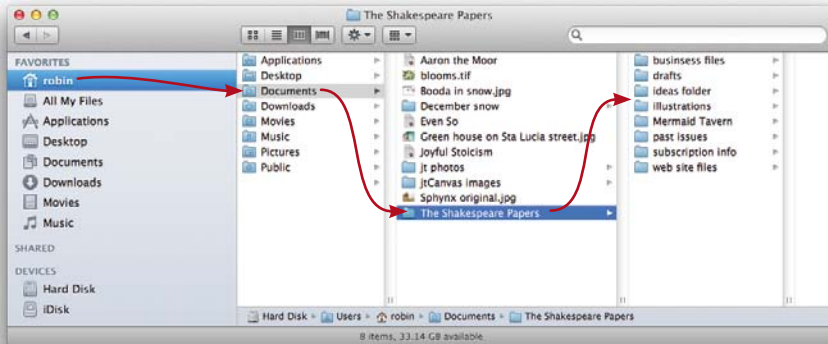 The Shakespeare Papers
FAVORITES
robin
All My Files
Applications
Desktop
Documents
Downloads
Movies
Music
SHARED
DEVICES
Hard Disk
iDisk
Applications
Desktop
Documents
Downloads
Movies
Music
Pictures
Public
Aaron the Moor
blooms.tif
Booda in snow.jpg
December snow
Even So
Green house on Sta Lucia street.jpg
Joyful Stoicism
jt photos
jtCanvas images
Sphynx original.jpg
The Shakespeare Papers
businsess files
drafts
ideas folder
illustrations
Mermaid Tavern
past issues
subscription info
web site files
Hard Disk Users robin Documents The Shakespeare Papers
8 items, 33.14 GB available